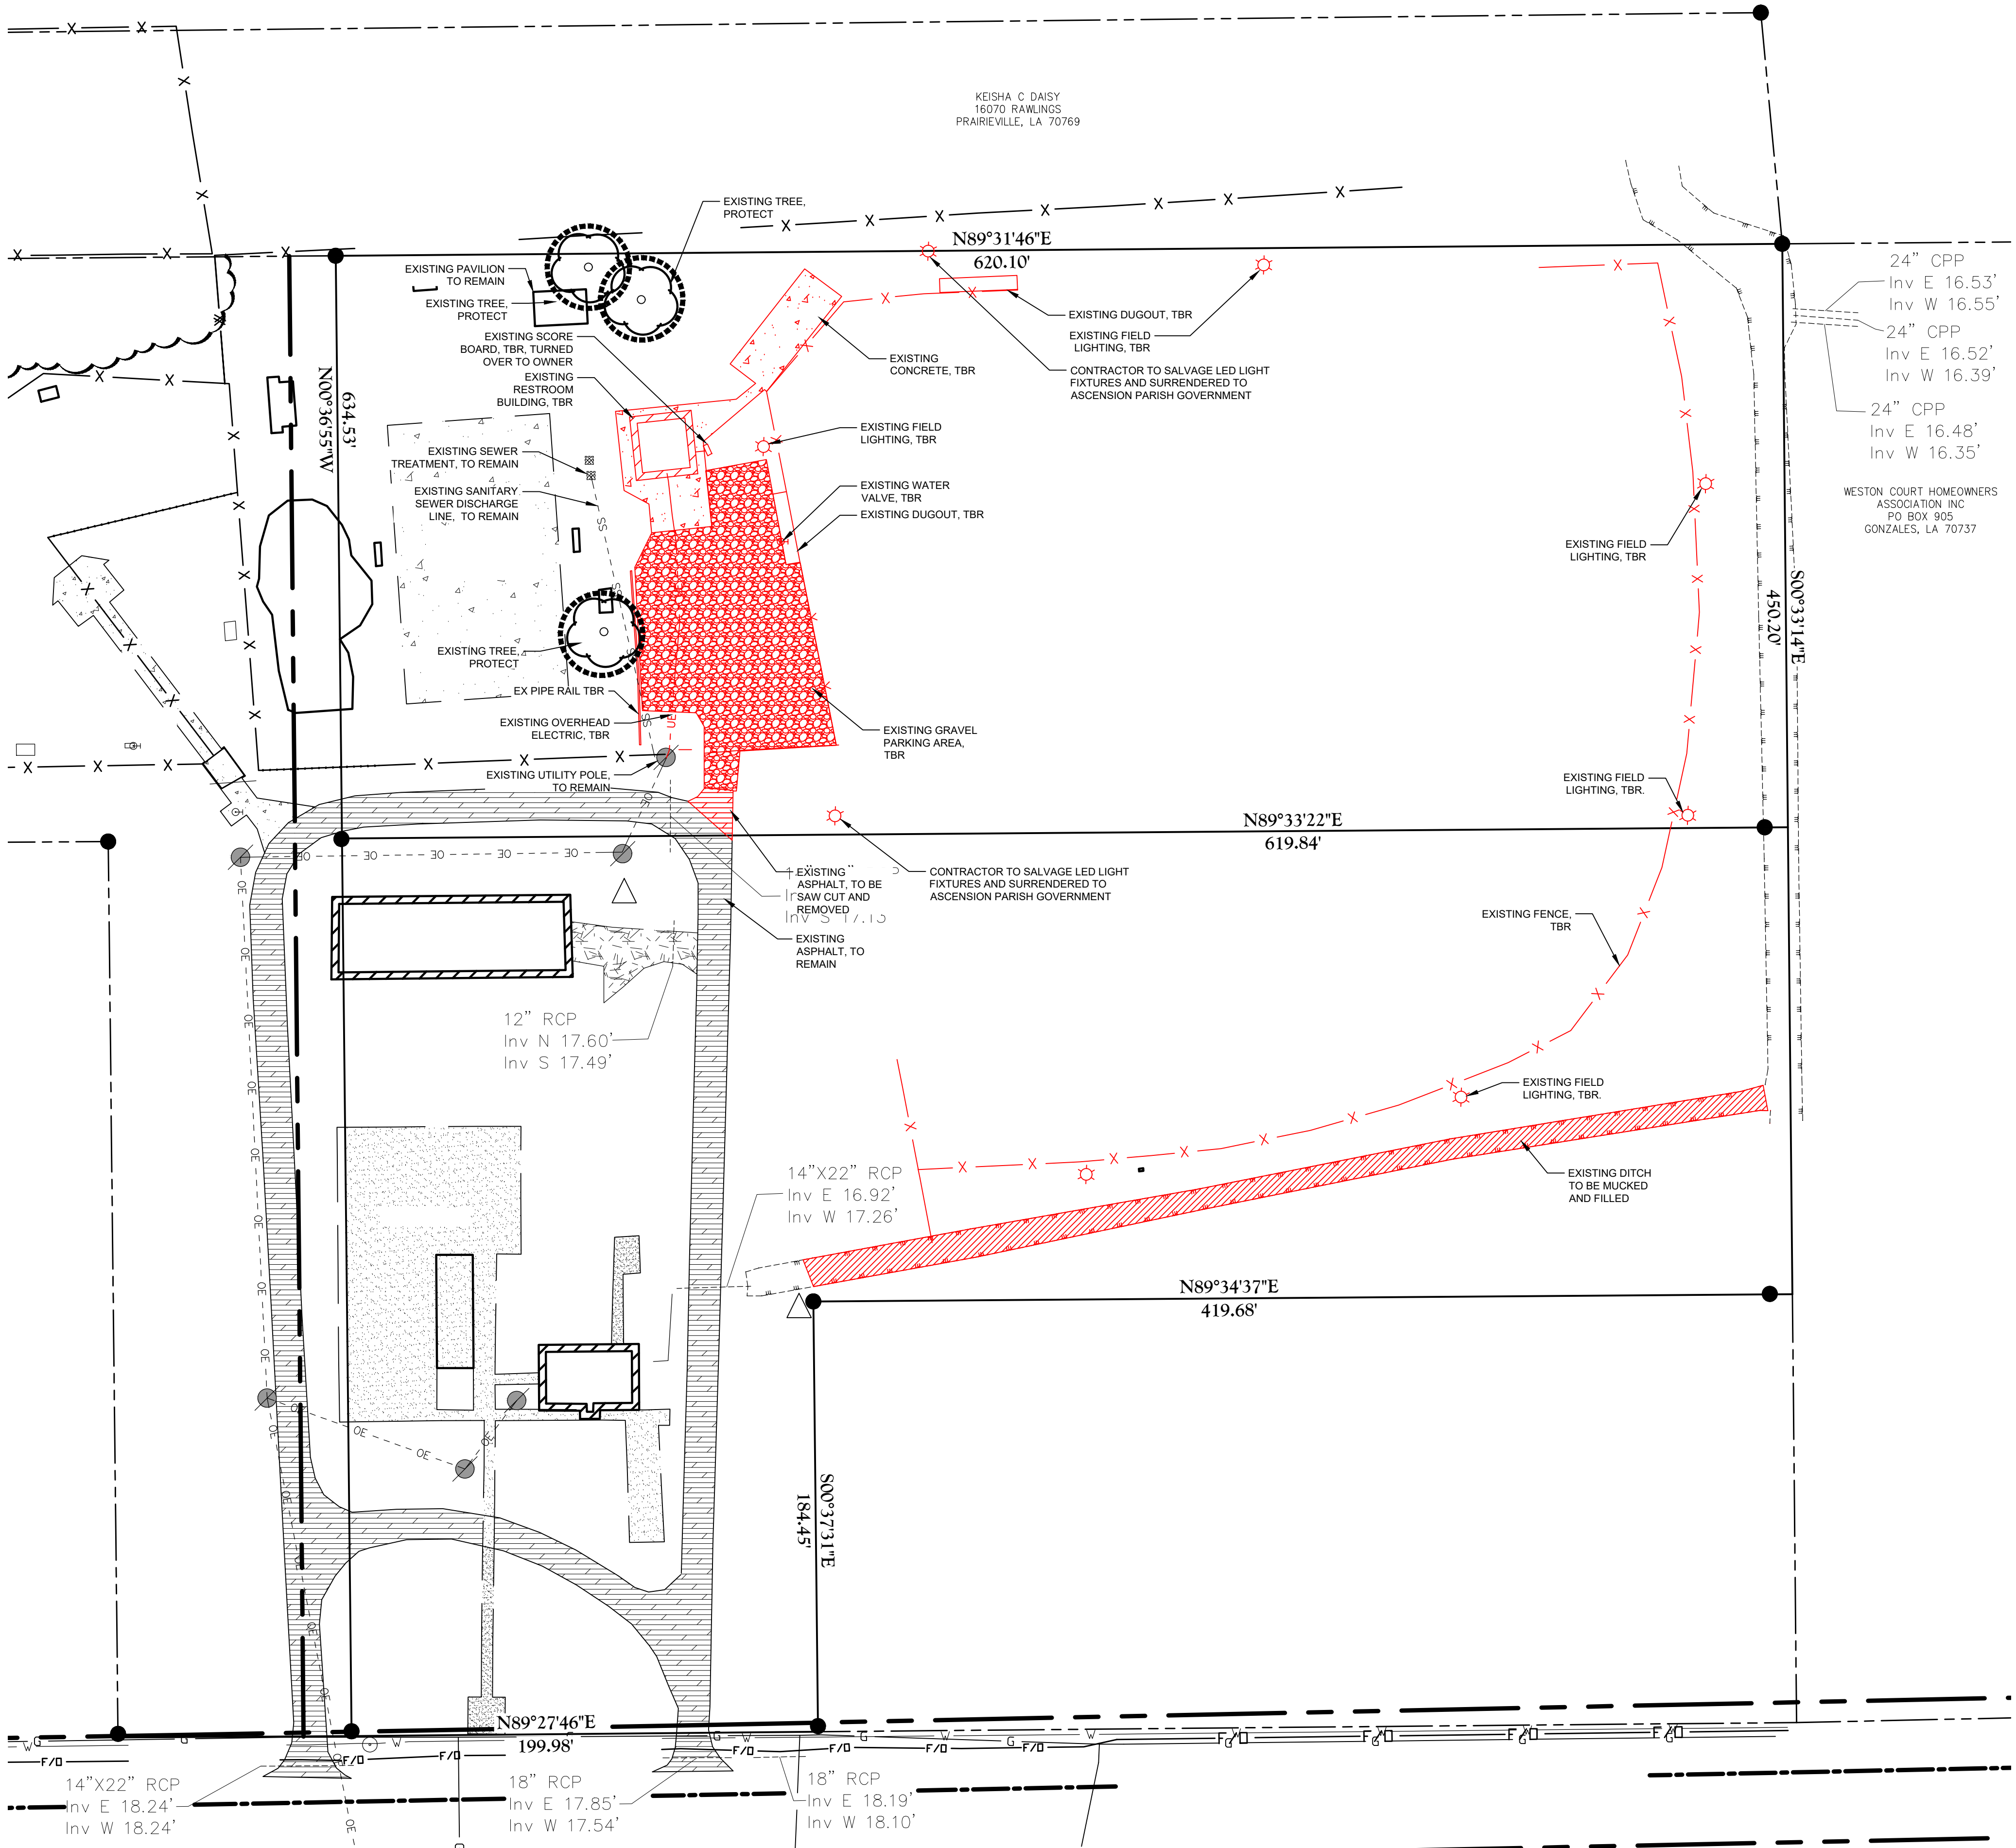 KEISHA C DAISY
16070 RAWLINGS
PRAIRIEVILLE, LA 70769
EXISTING TREE,
PROTECT
N89°31'46"E
620.10'
EXISTING PAVILION
TO REMAIN
EXISTING TREE,
PROTECT
EXISTING SCORE
BOARD, TBR, TURNED
OVER TO OWNER
EXISTING
RESTROOM
BUILDING, TBR
EXISTING DUGOUT, TBR
EXISTING FIELD
LIGHTING, TBR
EXISTING
CONCRETE, TBR
CONTRACTOR TO SALVAGE LED LIGHT
FIXTURES AND SURRENDERED TO
ASCENSION PARISH GOVERNMENT
24" CPP
Inv E 16.53'
Inv W 16.55'
24" CPP
Inv E 16.52'
Inv W 16.39'
24" CPP
Inv E 16.48'
Inv W 16.35'
WESTON COURT HOMEOWNERS
ASSOCIATION INC
PO BOX 905
GONZALES, LA 70737
634.53'
N00°36'55"W
EXISTING FIELD
LIGHTING, TBR
EXISTING SEWER
TREATMENT, TO REMAIN
EXISTING SANITARY
SEWER DISCHARGE
LINE, TO REMAIN
EXISTING WATER
VALVE, TBR
EXISTING DUGOUT, TBR
EXISTING FIELD
LIGHTING, TBR
S00°33'14"E
450.20'
EXISTING TREE,
PROTECT
EX PIPE RAIL TBR
EXISTING OVERHEAD
ELECTRIC, TBR
EXISTING GRAVEL
PARKING AREA,
TBR
EXISTING UTILITY POLE,
TO REMAIN
EXISTING FIELD
LIGHTING, TBR.
N89°33'22"E
619.84'
EXISTING
ASPHALT, TO BE
SAW CUT AND
REMOVED
Inv S 17.13
CONTRACTOR TO SALVAGE LED LIGHT
FIXTURES AND SURRENDERED TO
ASCENSION PARISH GOVERNMENT
EXISTING
ASPHALT, TO
REMAIN
EXISTING FENCE,
TBR
12" RCP
Inv N 17.60'
Inv S 17.49'
EXISTING FIELD
LIGHTING, TBR.
14"X22" RCP
Inv E 16.92'
Inv W 17.26'
EXISTING DITCH
TO BE MUCKED
AND FILLED
N89°34'37"E
419.68'
S00°37'31"E
184.45'
N89°27'46"E
199.98'
14"X22" RCP
Inv E 18.24'
Inv W 18.24'
18" RCP
Inv E 17.85'
Inv W 17.54'
18" RCP
Inv E 18.19'
Inv W 18.10'